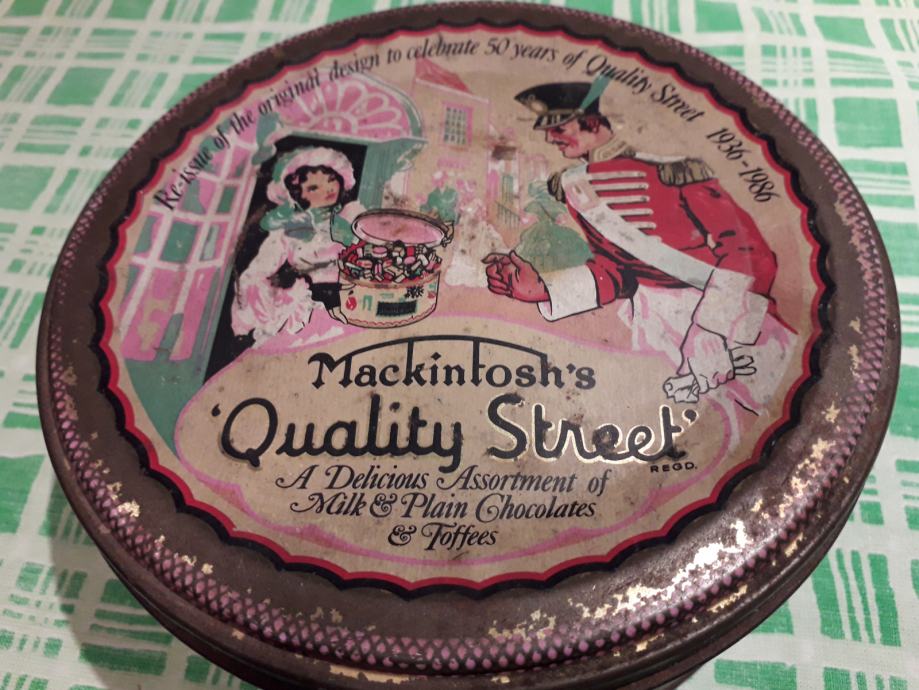 Re-issue of the original design to celebrate 50 years of Quality Street 1936-1986
Mackintosh's
'Quality Street'
REGD.
A Delicious Assortment of
Milk & Plain Chocolates
& Toffees